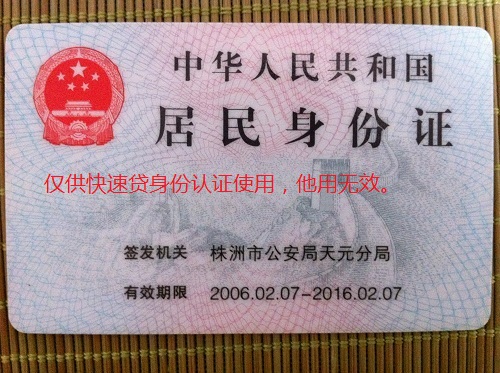 中华人民共和国
居民身份证
仅供快速贷身份认证使用，他用无效。
签发机关 株洲市公安局天元分局
有效期限 2006.02.07-2016.02.07